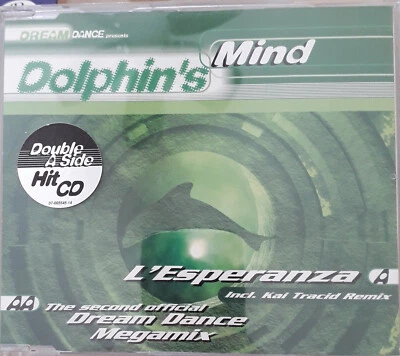 DREAM DANCE presents
Dolphin's Mind
Double
A Side
Hit CD
L'Esperanza A
Incl. Kai Tracid Remix
AA The second official
Dream Dance
Megamix